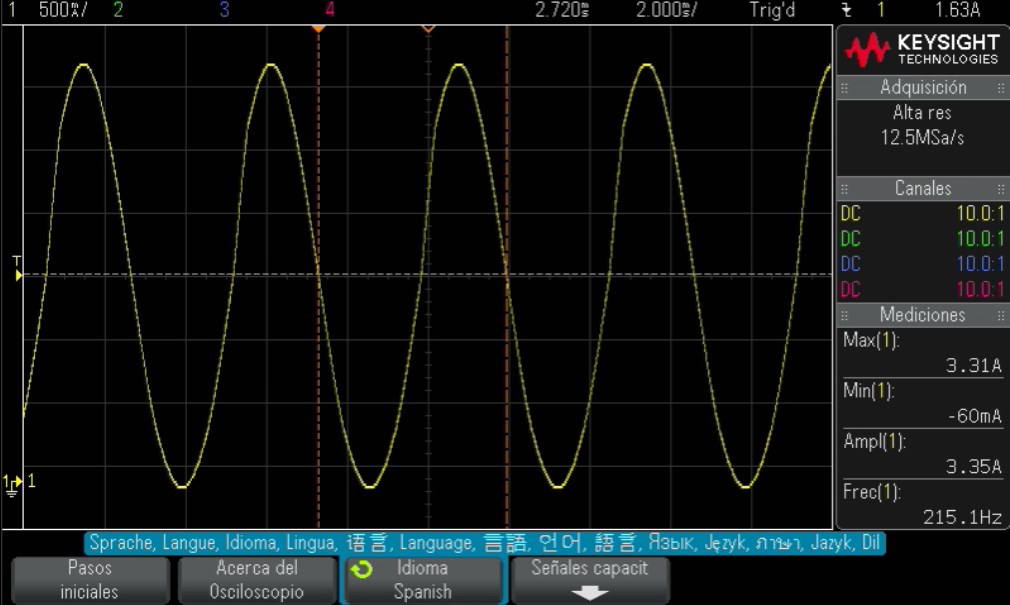 1 500㎃/ 2 3 4 2.720㎳ 2.000㎳/ Trig'd 1 1.63A
KEYSIGHT
TECHNOLOGIES
Adquisición
Alta res
12.5MSa/s
Canales
DC 10.0:1
DC 10.0:1
DC 10.0:1
DC 10.0:1
Mediciones
Max(1):
3.31A
Min(1):
-60mA
Ampl(1):
3.35A
Frec(1):
215.1Hz
T
1 1
Sprache, Langue, Idioma, Lingua, 语言, Language, 言語, 언어, 語言, Язык, Język, ภาษา, Jazyk, Dil
Pasos
iniciales
Acerca del
Osciloscopio
Idioma
Spanish
Señales capacit